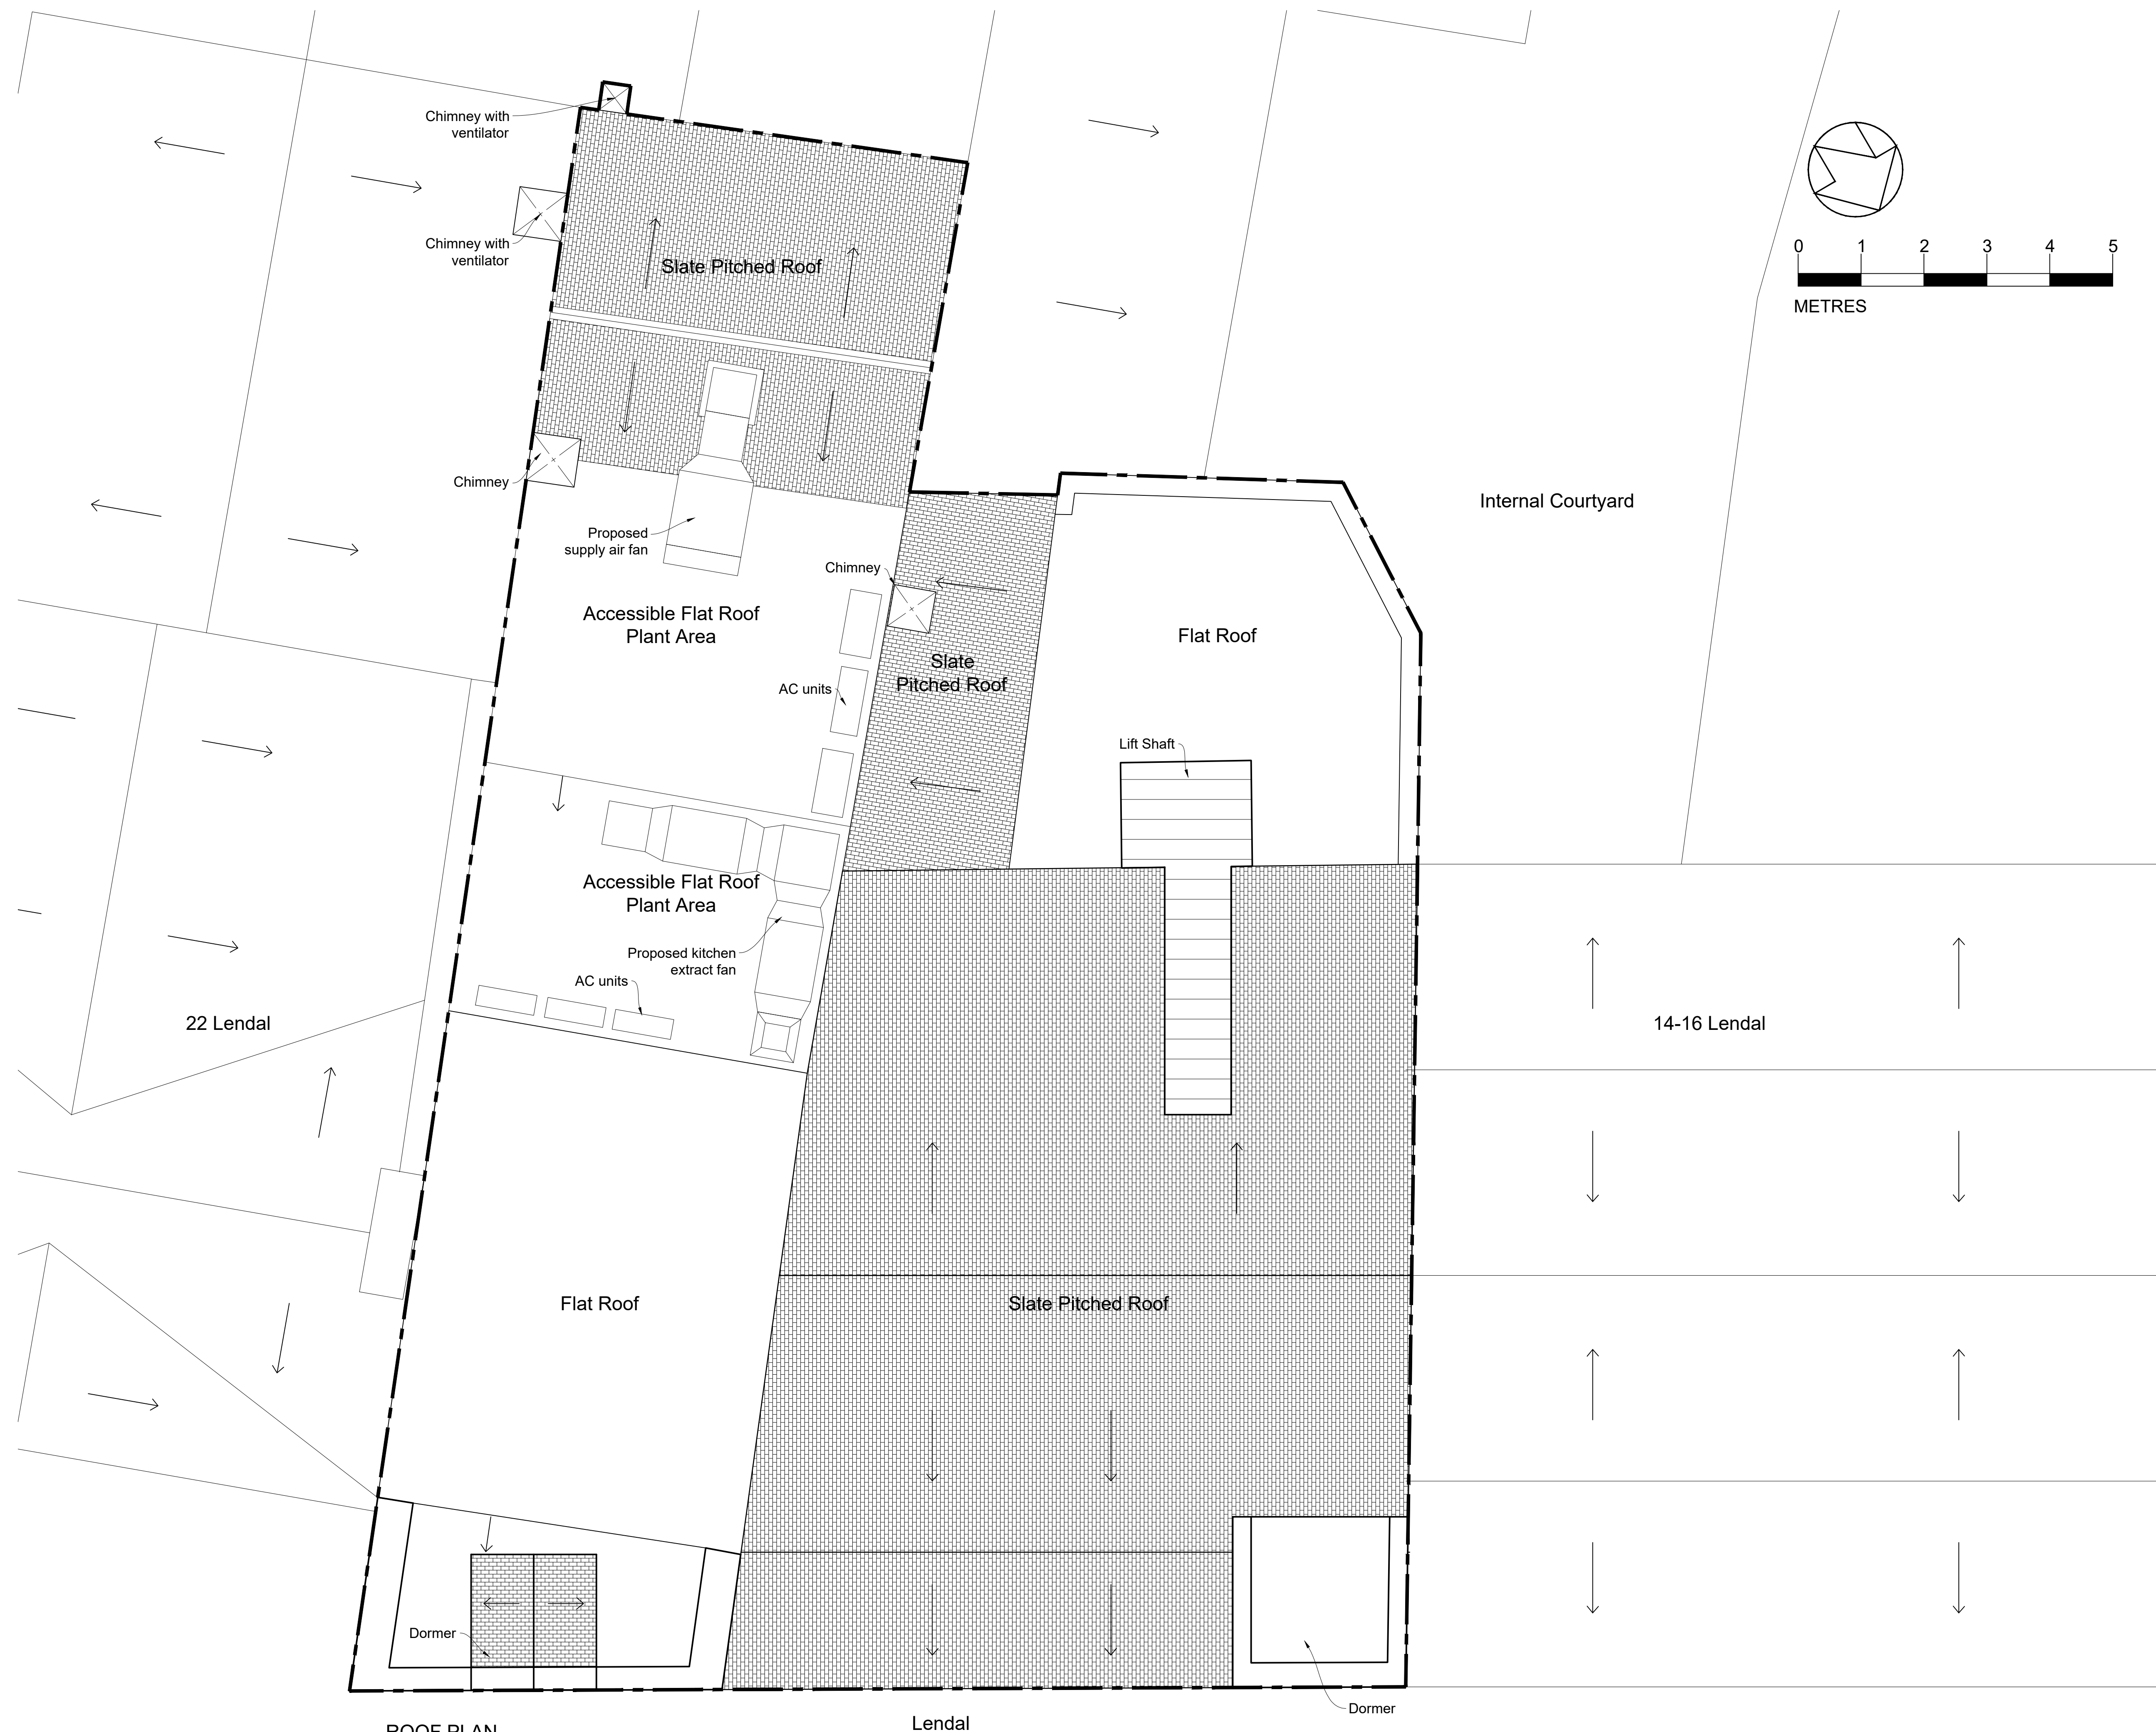 Chimney with
ventilator
Chimney with
ventilator
0 1 2 3 4 5
METRES
Slate Pitched Roof
Chimney
Internal Courtyard
Proposed
supply air fan
Chimney
Accessible Flat Roof
Plant Area
Flat Roof
Slate
Pitched Roof
AC units
Lift Shaft
Accessible Flat Roof
Plant Area
Proposed kitchen
extract fan
AC units
22 Lendal
14-16 Lendal
Flat Roof
Slate Pitched Roof
Dormer
Dormer
Lendal
ROOF PLAN